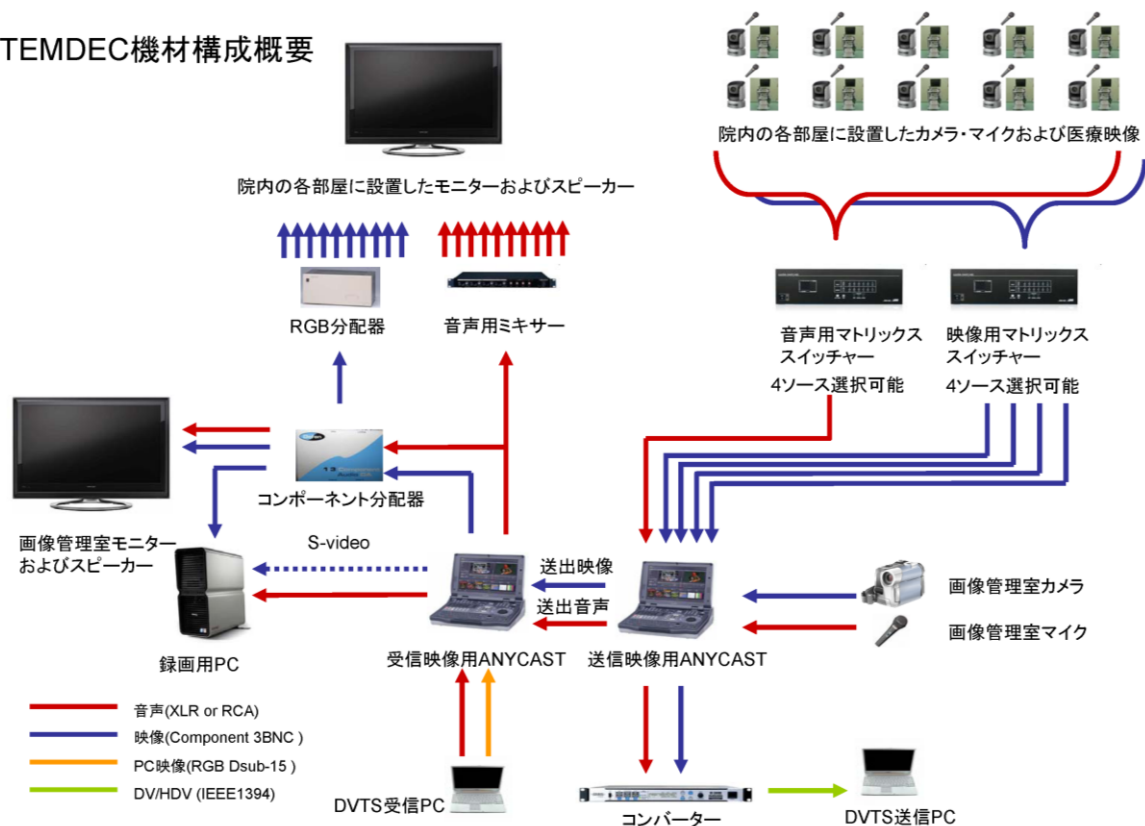 TEMDEC機材構成概要
院内の各部屋に設置したカメラ・マイクおよび医療映像
院内の各部屋に設置したモニターおよびスピーカー
RGB分配器
音声用ミキサー
音声用マトリックス
スイッチャー
4ソース選択可能
映像用マトリックス
スイッチャー
4ソース選択可能
コンポーネント分配器
画像管理室モニター
およびスピーカー
S-video
送出映像
送出音声
画像管理室カメラ
画像管理室マイク
録画用PC
受信映像用ANYCAST
送信映像用ANYCAST
音声(XLR or RCA)
映像(Component 3BNC )
PC映像(RGB Dsub-15 )
DV/HDV (IEEE1394)
DVTS受信PC
コンバーター
DVTS送信PC